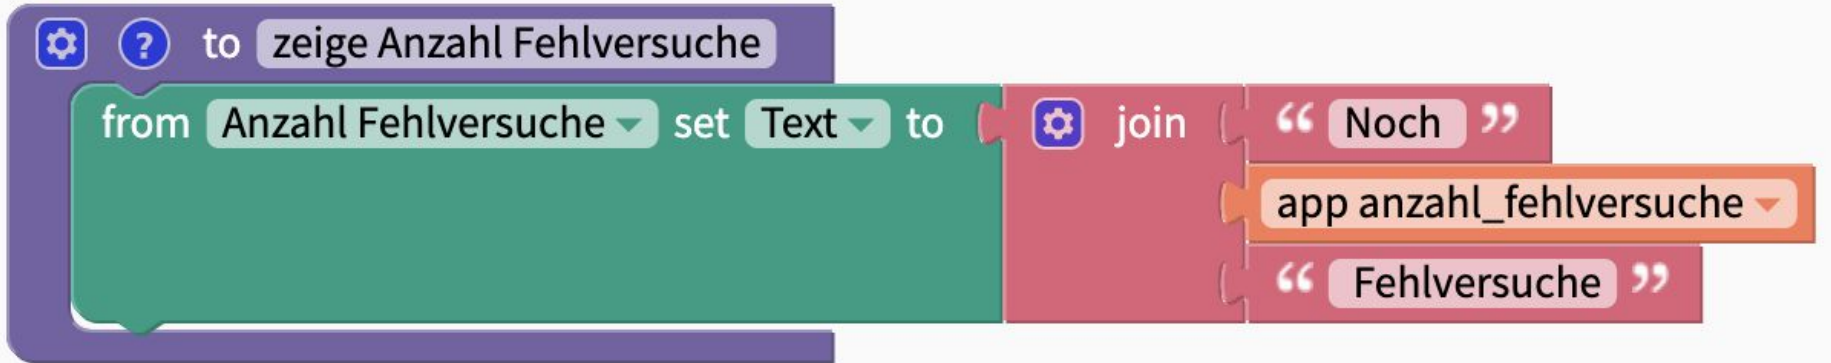 ? to zeige Anzahl Fehlversuche
from Anzahl Fehlversuche set Text to join “ Noch ”
app anzahl_fehlversuche
“ Fehlversuche ”